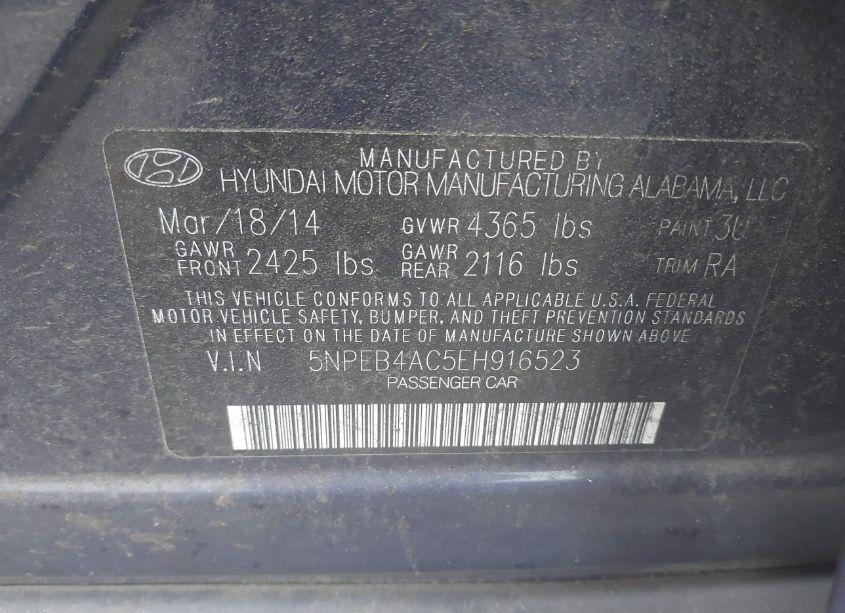 MANUFACTURED BY
HYUNDAI MOTOR MANUFACTURING ALABAMA, LLC
Mar/18/14 GVWR 4365 lbs PAINT 3U
GAWR FRONT 2425 lbs GAWR REAR 2116 lbs TRIM RA
THIS VEHICLE CONFORMS TO ALL APPLICABLE U.S.A. FEDERAL
MOTOR VEHICLE SAFETY, BUMPER, AND THEFT PREVENTION STANDARDS
IN EFFECT ON THE DATE OF MANUFACTURE SHOWN ABOVE
V.I.N 5NPEB4AC5EH916523
PASSENGER CAR